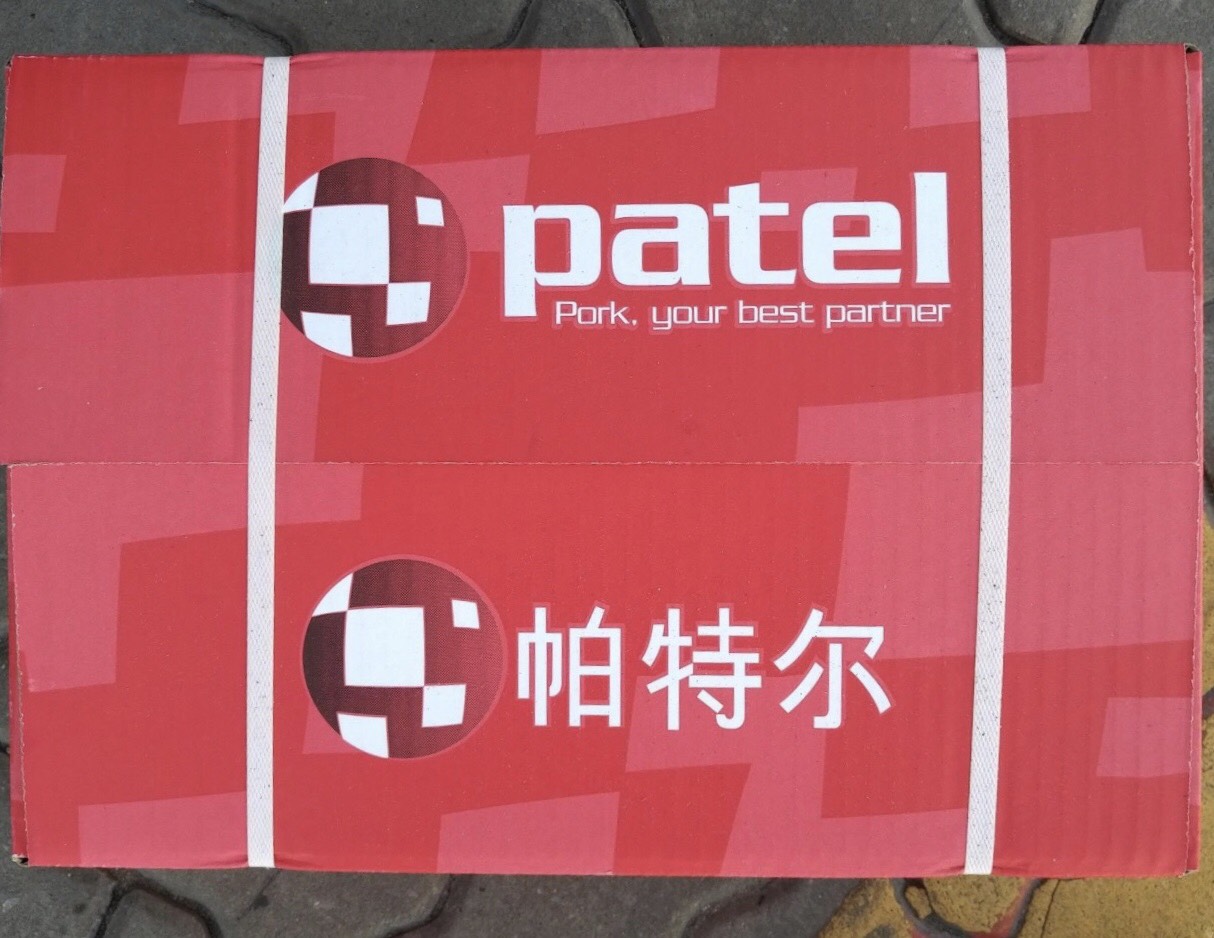 patel
Pork, your best partner
帕特尔